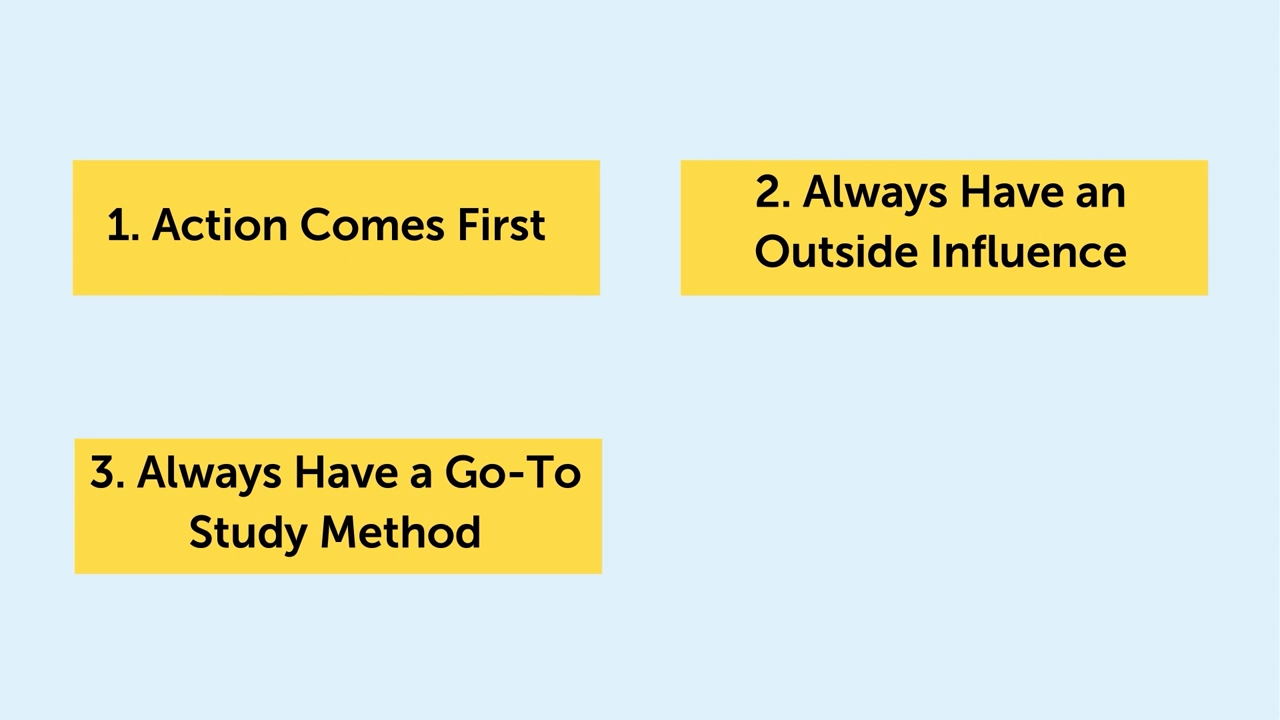 1. Action Comes First
2. Always Have an
Outside Influence
3. Always Have a Go-To
Study Method